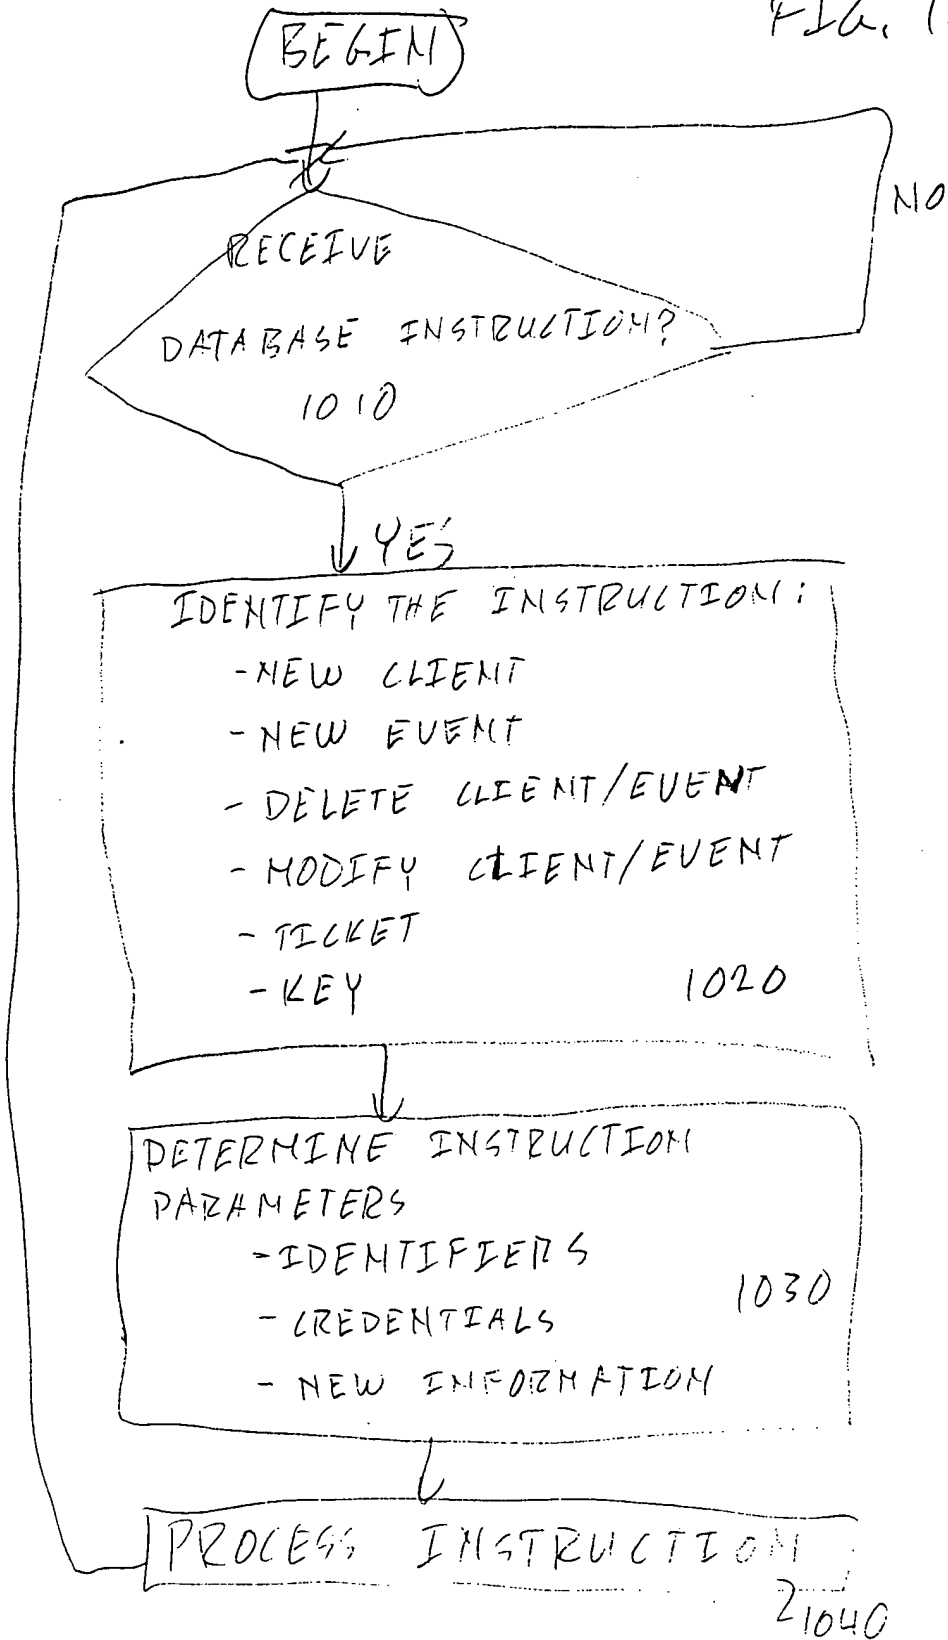 FIG. 1
BEGIN
NO
RECEIVE
DATABASE INSTRUCTION?
1010
YES
IDENTIFY THE INSTRUCTION:
- NEW CLIENT
- NEW EVENT
- DELETE CLIENT/EVENT
- MODIFY CLIENT/EVENT
- TICKET
- KEY 1020
DETERMINE INSTRUCTION
PARAMETERS
- IDENTIFIERS
- CREDENTIALS 1030
- NEW INFORMATION
PROCESS INSTRUCTION
1040